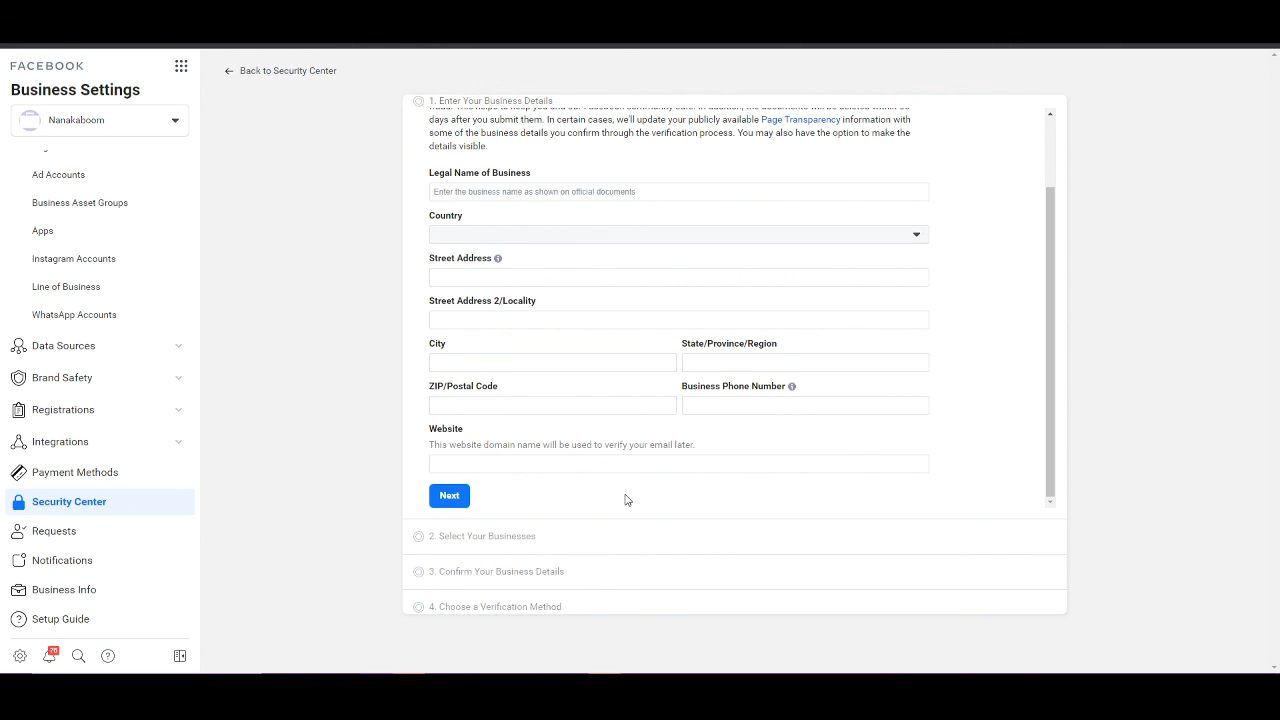 FACEBOOK
Business Settings
Nanakaboom
Ad Accounts
Business Asset Groups
Apps
Instagram Accounts
Line of Business
WhatsApp Accounts
Data Sources
Brand Safety
Registrations
Integrations
Payment Methods
Security Center
Requests
Notifications
Business Info
Setup Guide
76
Back to Security Center
1. Enter Your Business Details
days after you submit them. In certain cases, we'll update your publicly available Page Transparency information with
some of the business details you confirm through the verification process. You may also have the option to make the
details visible.
Legal Name of Business
Enter the business name as shown on official documents
Country
Street Address
Street Address 2/Locality
City State/Province/Region
ZIP/Postal Code Business Phone Number
Website
This website domain name will be used to verify your email later.
Next
2. Select Your Businesses
3. Confirm Your Business Details
4. Choose a Verification Method